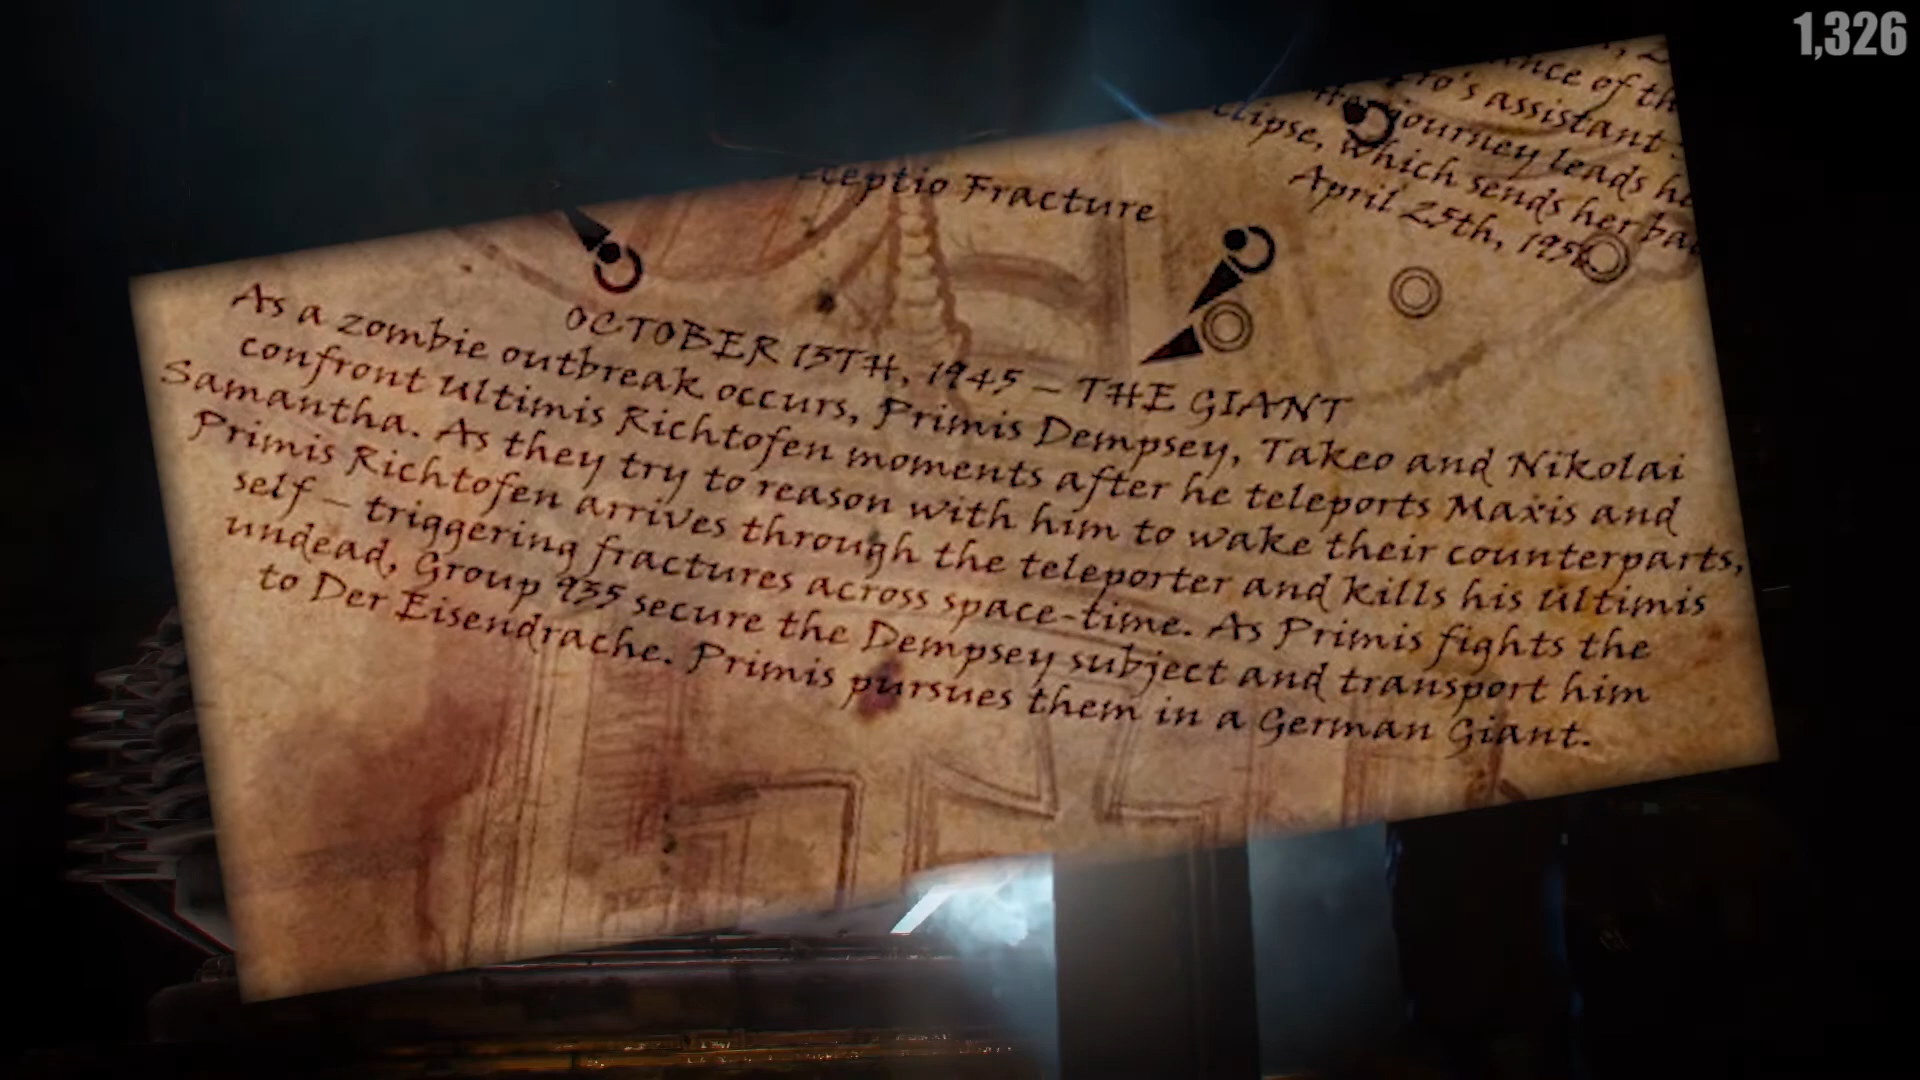 1,326
Fracture
nce of th
's assistant
journey leads he
clipse, which sends her bac
April 25th, 195
OCTOBER 13TH, 1945 – THE GIANT
As a zombie outbreak occurs, Primis Dempsey, Takeo and Nikolai
confront Ultimis Richtofen moments after he teleports Maxis and
Samantha. As they try to reason with him to wake their counterparts,
Primis Richtofen arrives through the teleporter and kills his Ultimis
self – triggering fractures across space-time. As Primis fights the
undead, Group 935 secure the Dempsey subject and transport him
to Der Eisendrache. Primis pursues them in a German Giant.